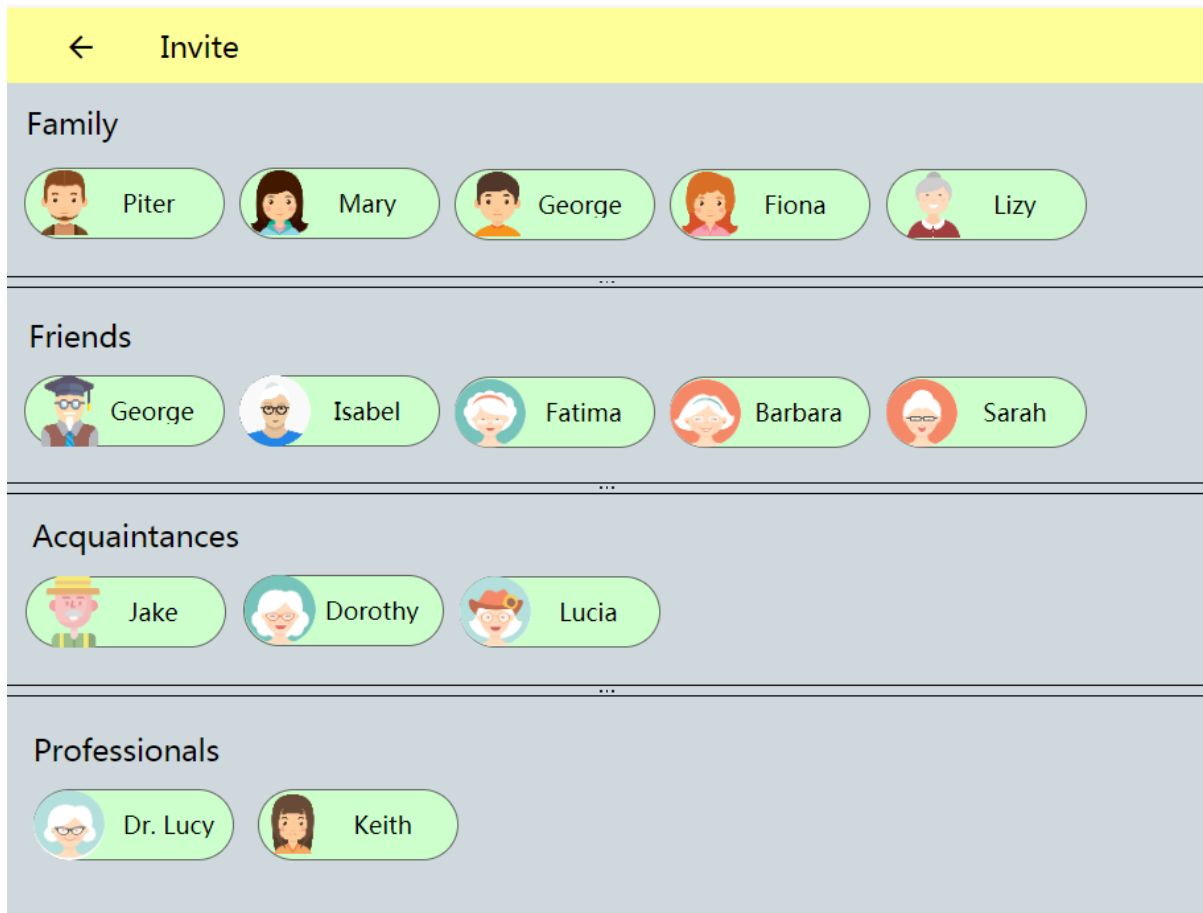 Invite
Family
Piter Mary George Fiona Lizy
Friends
George Isabel Fatima Barbara Sarah
Acquaintances
Jake Dorothy Lucia
Professionals
Dr. Lucy Keith